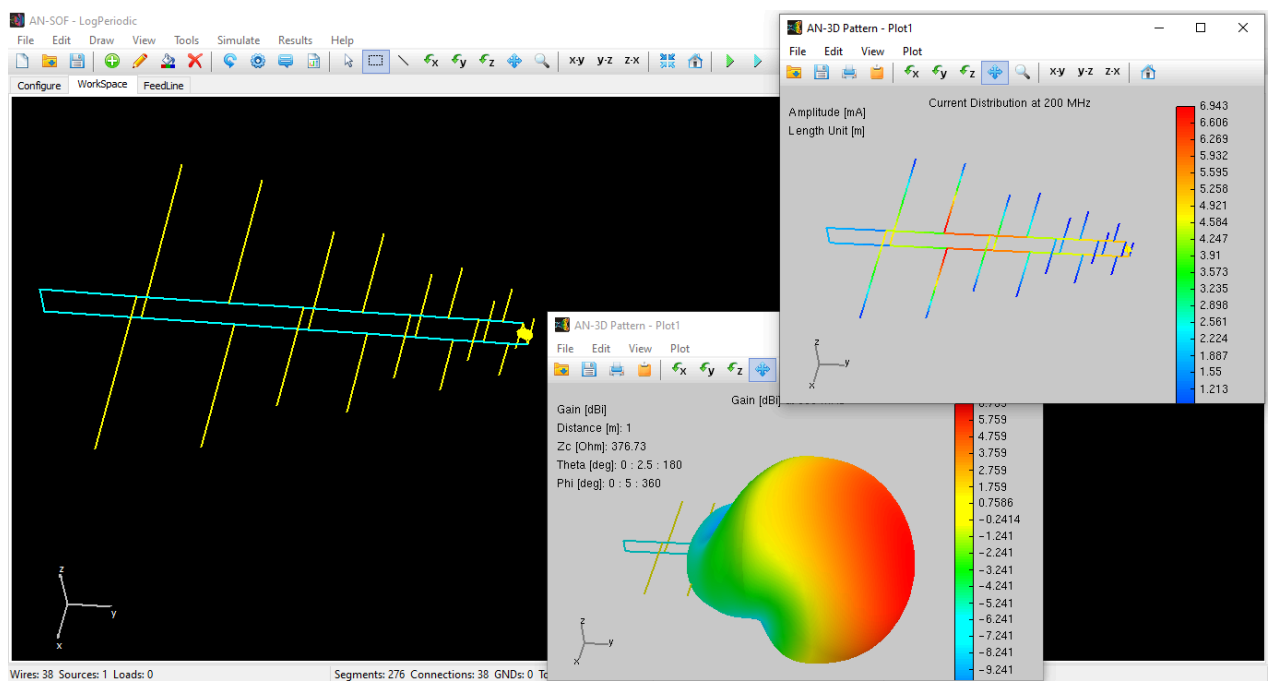 AN-SOF - LogPeriodic
File Edit Draw View Tools Simulate Results Help
x-y y-z z-x
Configure WorkSpace FeedLine
z
y
x
Wires: 38 Sources: 1 Loads: 0
Segments: 276 Connections: 38 GNDs: 0
AN-3D Pattern - Plot1
File Edit View Plot
x y z x-y y-z z-x
Current Distribution at 200 MHz
Amplitude [mA]
Length Unit [m]
6.943
6.606
6.269
5.932
5.595
5.258
4.921
4.584
4.247
3.91
3.573
3.235
2.898
2.561
2.224
1.887
1.55
1.213
z
y
x
AN-3D Pattern - Plot1
File Edit View Plot
x y z
Gain [dBi]
Gain [dBi]
Distance [m]: 1
Zc [Ohm]: 376.73
Theta [deg]: 0 : 2.5 : 180
Phi [deg]: 0 : 5 : 360
5.759
4.759
3.759
2.759
1.759
0.7586
-0.2414
-1.241
-2.241
-3.241
-4.241
-5.241
-6.241
-7.241
-8.241
-9.241
z
y
x